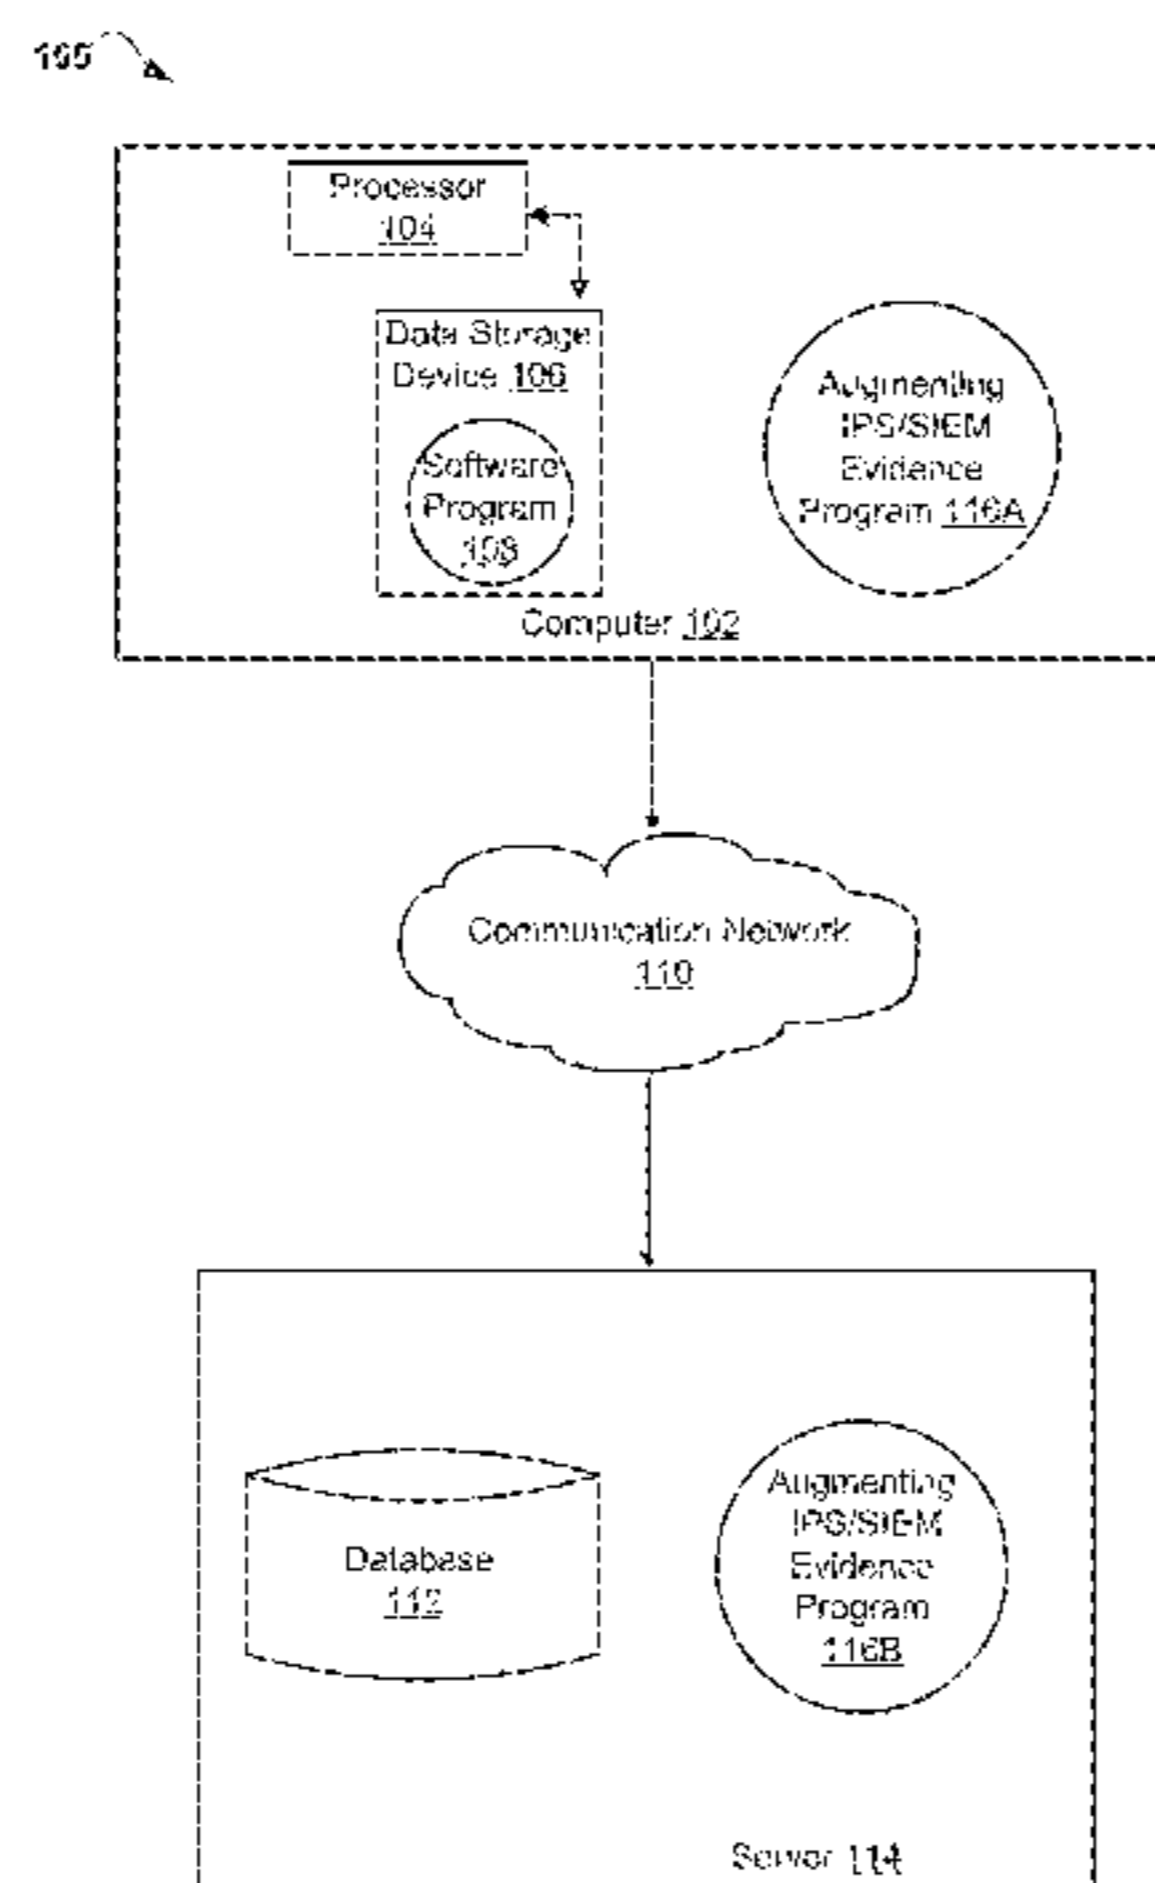 Processor
104
Data Storage
Device 106
Software
Program
108
Augmenting
IPS/SIEM
Evidence
Program 116A
Computer 102
Communication Network
110
Database
112
Augmenting
IPS/SIEM
Evidence
Program
116B
Server 114